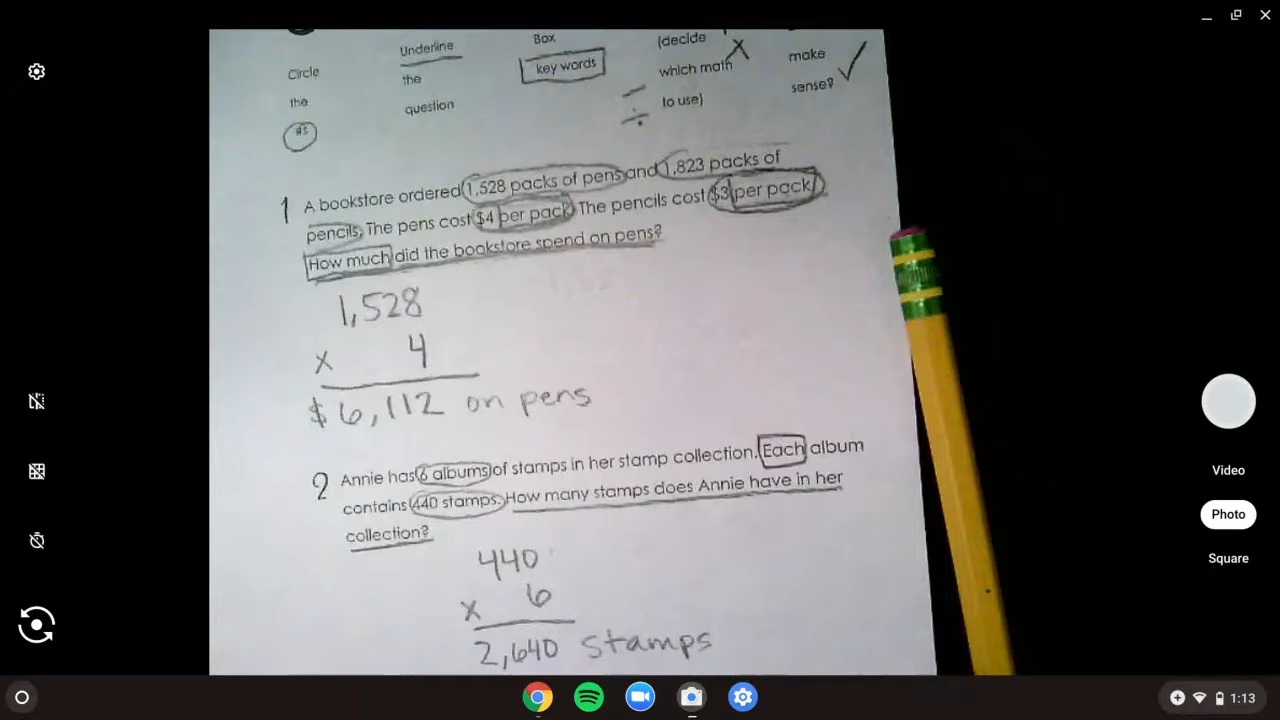 Circle
the
#s
Underline
the
question
Box
key words
(decide
which math
to use)
make
sense?
1 A bookstore ordered 1,528 packs of pens and 1,823 packs of
pencils. The pens cost $4 per pack. The pencils cost $3 per pack.
How much did the bookstore spend on pens?
1,528
x 4
$6,112 on pens
2 Annie has 6 albums of stamps in her stamp collection. Each album
contains 440 stamps. How many stamps does Annie have in her
collection?
440
x 6
2,640 stamps
Video
Photo
Square
1:13